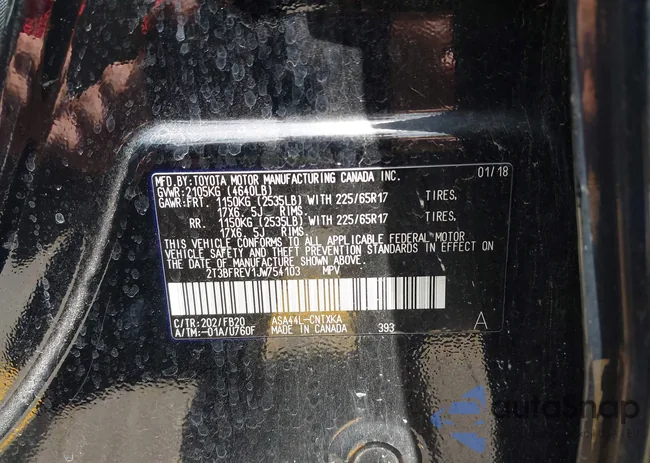 MFD.BY:TOYOTA MOTOR MANUFACTURING CANADA INC. 01/18
GVWR:2105KG (4640LB)
GAWR:FRT. 1150KG (2535LB) WITH 225/65R17 TIRES,
17X6.5J RIMS.
RR. 1150KG (2535LB) WITH 225/65R17 TIRES,
17X6.5J RIMS.
THIS VEHICLE CONFORMS TO ALL APPLICABLE FEDERAL MOTOR
VEHICLE SAFETY AND THEFT PREVENTION STANDARDS IN EFFECT ON
THE DATE OF MANUFACTURE SHOWN ABOVE.
2T3BFREV1JW754103 MPV
C/TR:202/FB20 ASA44L-CNTXKA
A/TM:-01A/U760F MADE IN CANADA 393 A
autoSnap